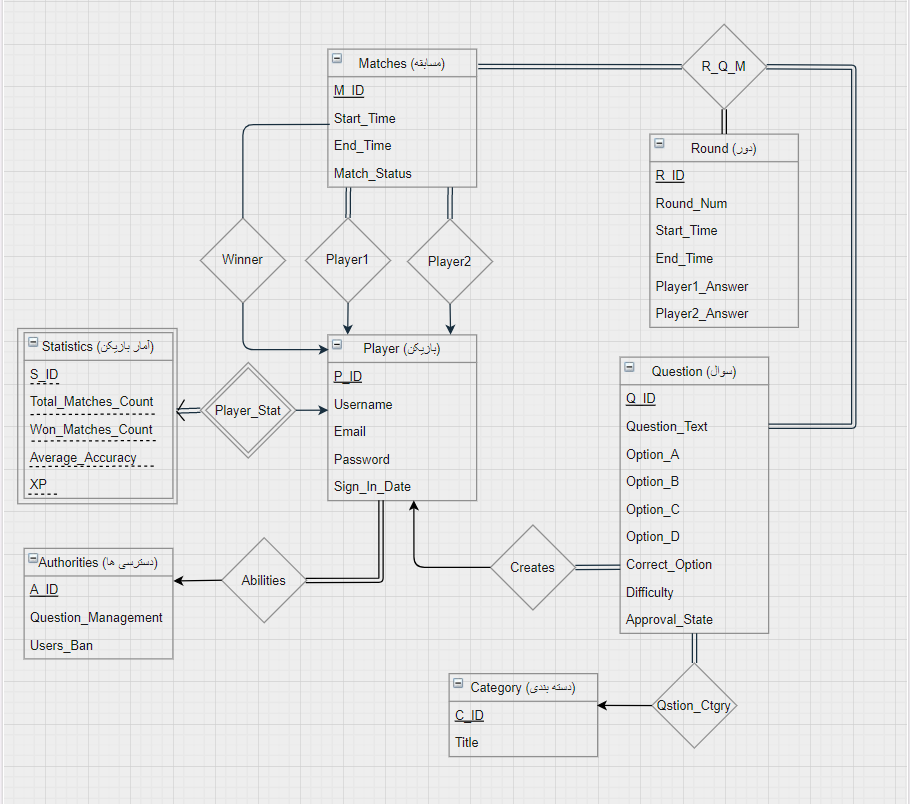 Matches (مسابقه)
M_ID
Start_Time
End_Time
Match_Status
R_Q_M
Round (دور)
R_ID
Round_Num
Start_Time
End_Time
Player1_Answer
Player2_Answer
Winner
Player1
Player2
Statistics (آمار بازیکن)
S_ID
Total_Matches_Count
Won_Matches_Count
Average_Accuracy
XP
Player_Stat
Player (بازیکن)
P_ID
Username
Email
Password
Sign_In_Date
Question (سوال)
Q_ID
Question_Text
Option_A
Option_B
Option_C
Option_D
Correct_Option
Difficulty
Approval_State
Authorities (دسترسی ها)
A_ID
Question_Management
Users_Ban
Abilities
Creates
Category (دسته بندی)
C_ID
Title
Qstion_Ctgry